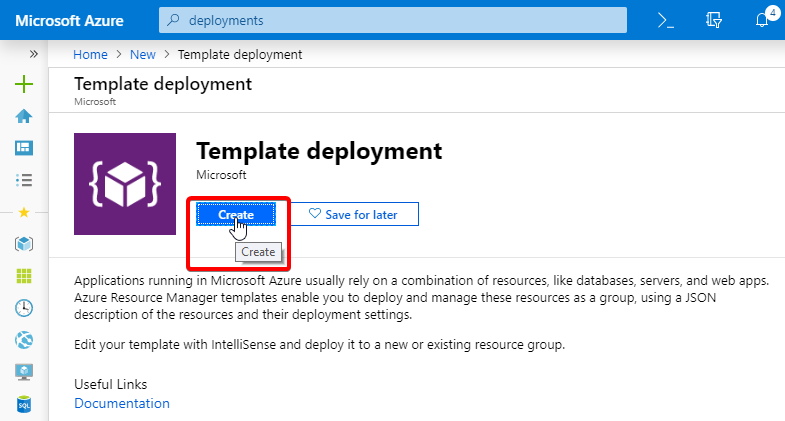 Microsoft Azure
deployments
4
Home > New > Template deployment
Template deployment
Microsoft
Template deployment
Microsoft
Create
Save for later
Create
Applications running in Microsoft Azure usually rely on a combination of resources, like databases, servers, and web apps.
Azure Resource Manager templates enable you to deploy and manage these resources as a group, using a JSON
description of the resources and their deployment settings.
Edit your template with IntelliSense and deploy it to a new or existing resource group.
Useful Links
Documentation
SQL